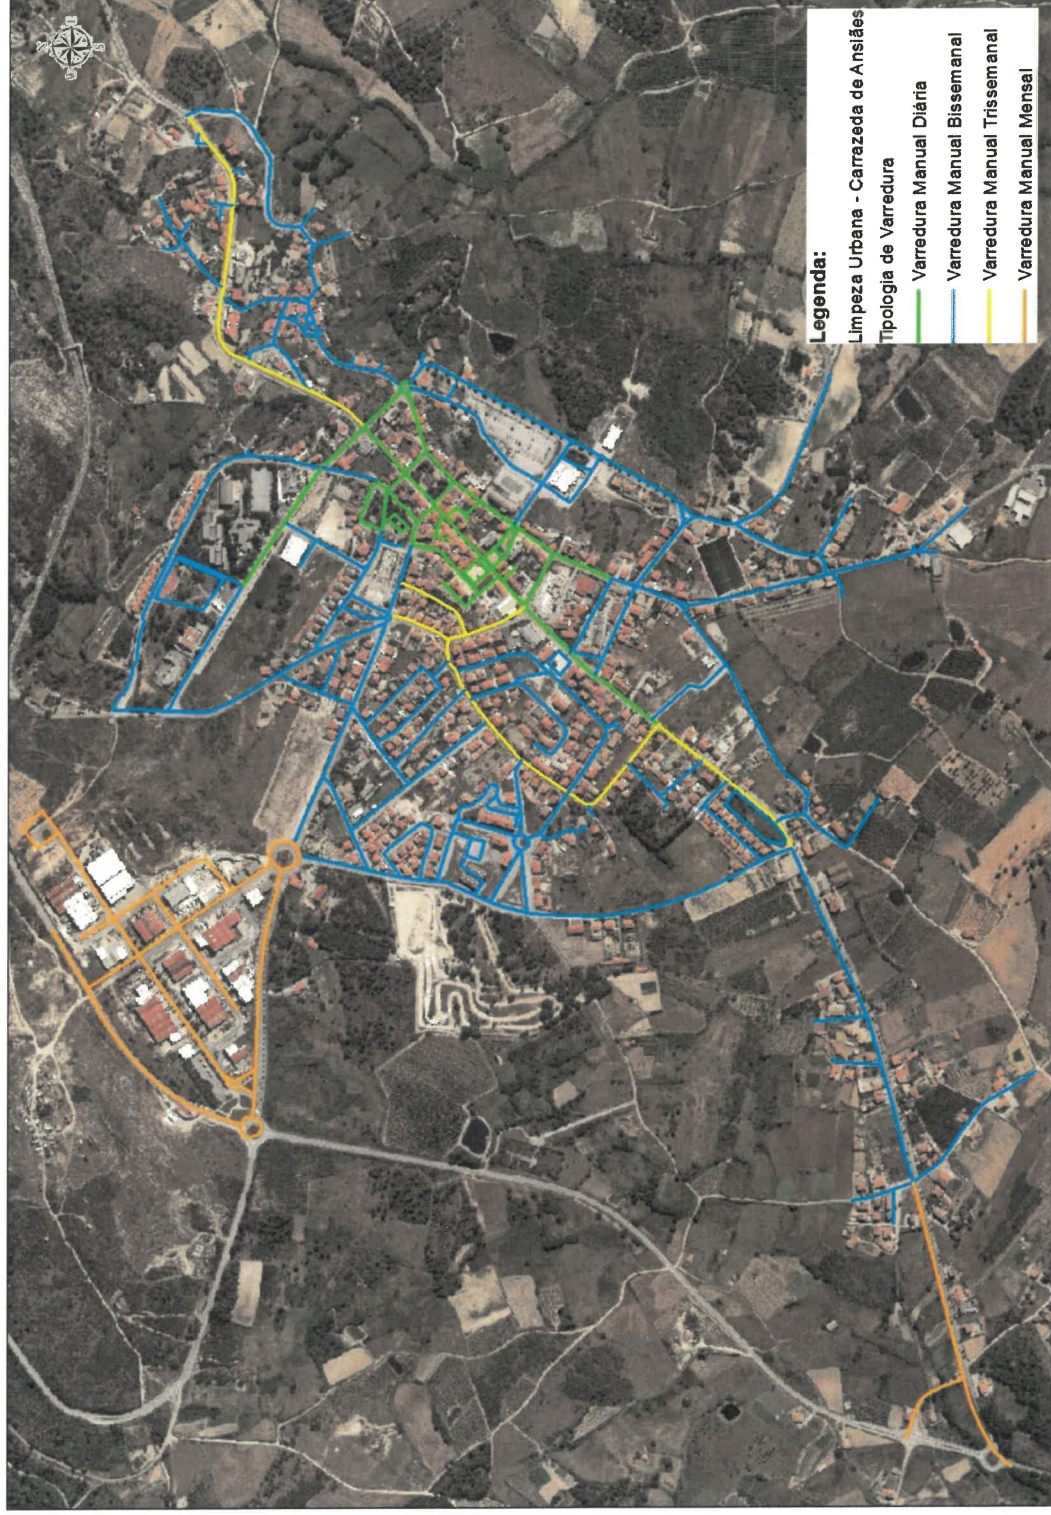 Legenda:
Limpeza Urbana - Carrazeda de Ansiães
Tipologia de Varredura
Varredura Manual Diária
Varredura Manual Bissemanal
Varredura Manual Trissemanal
Varredura Manual Mensal